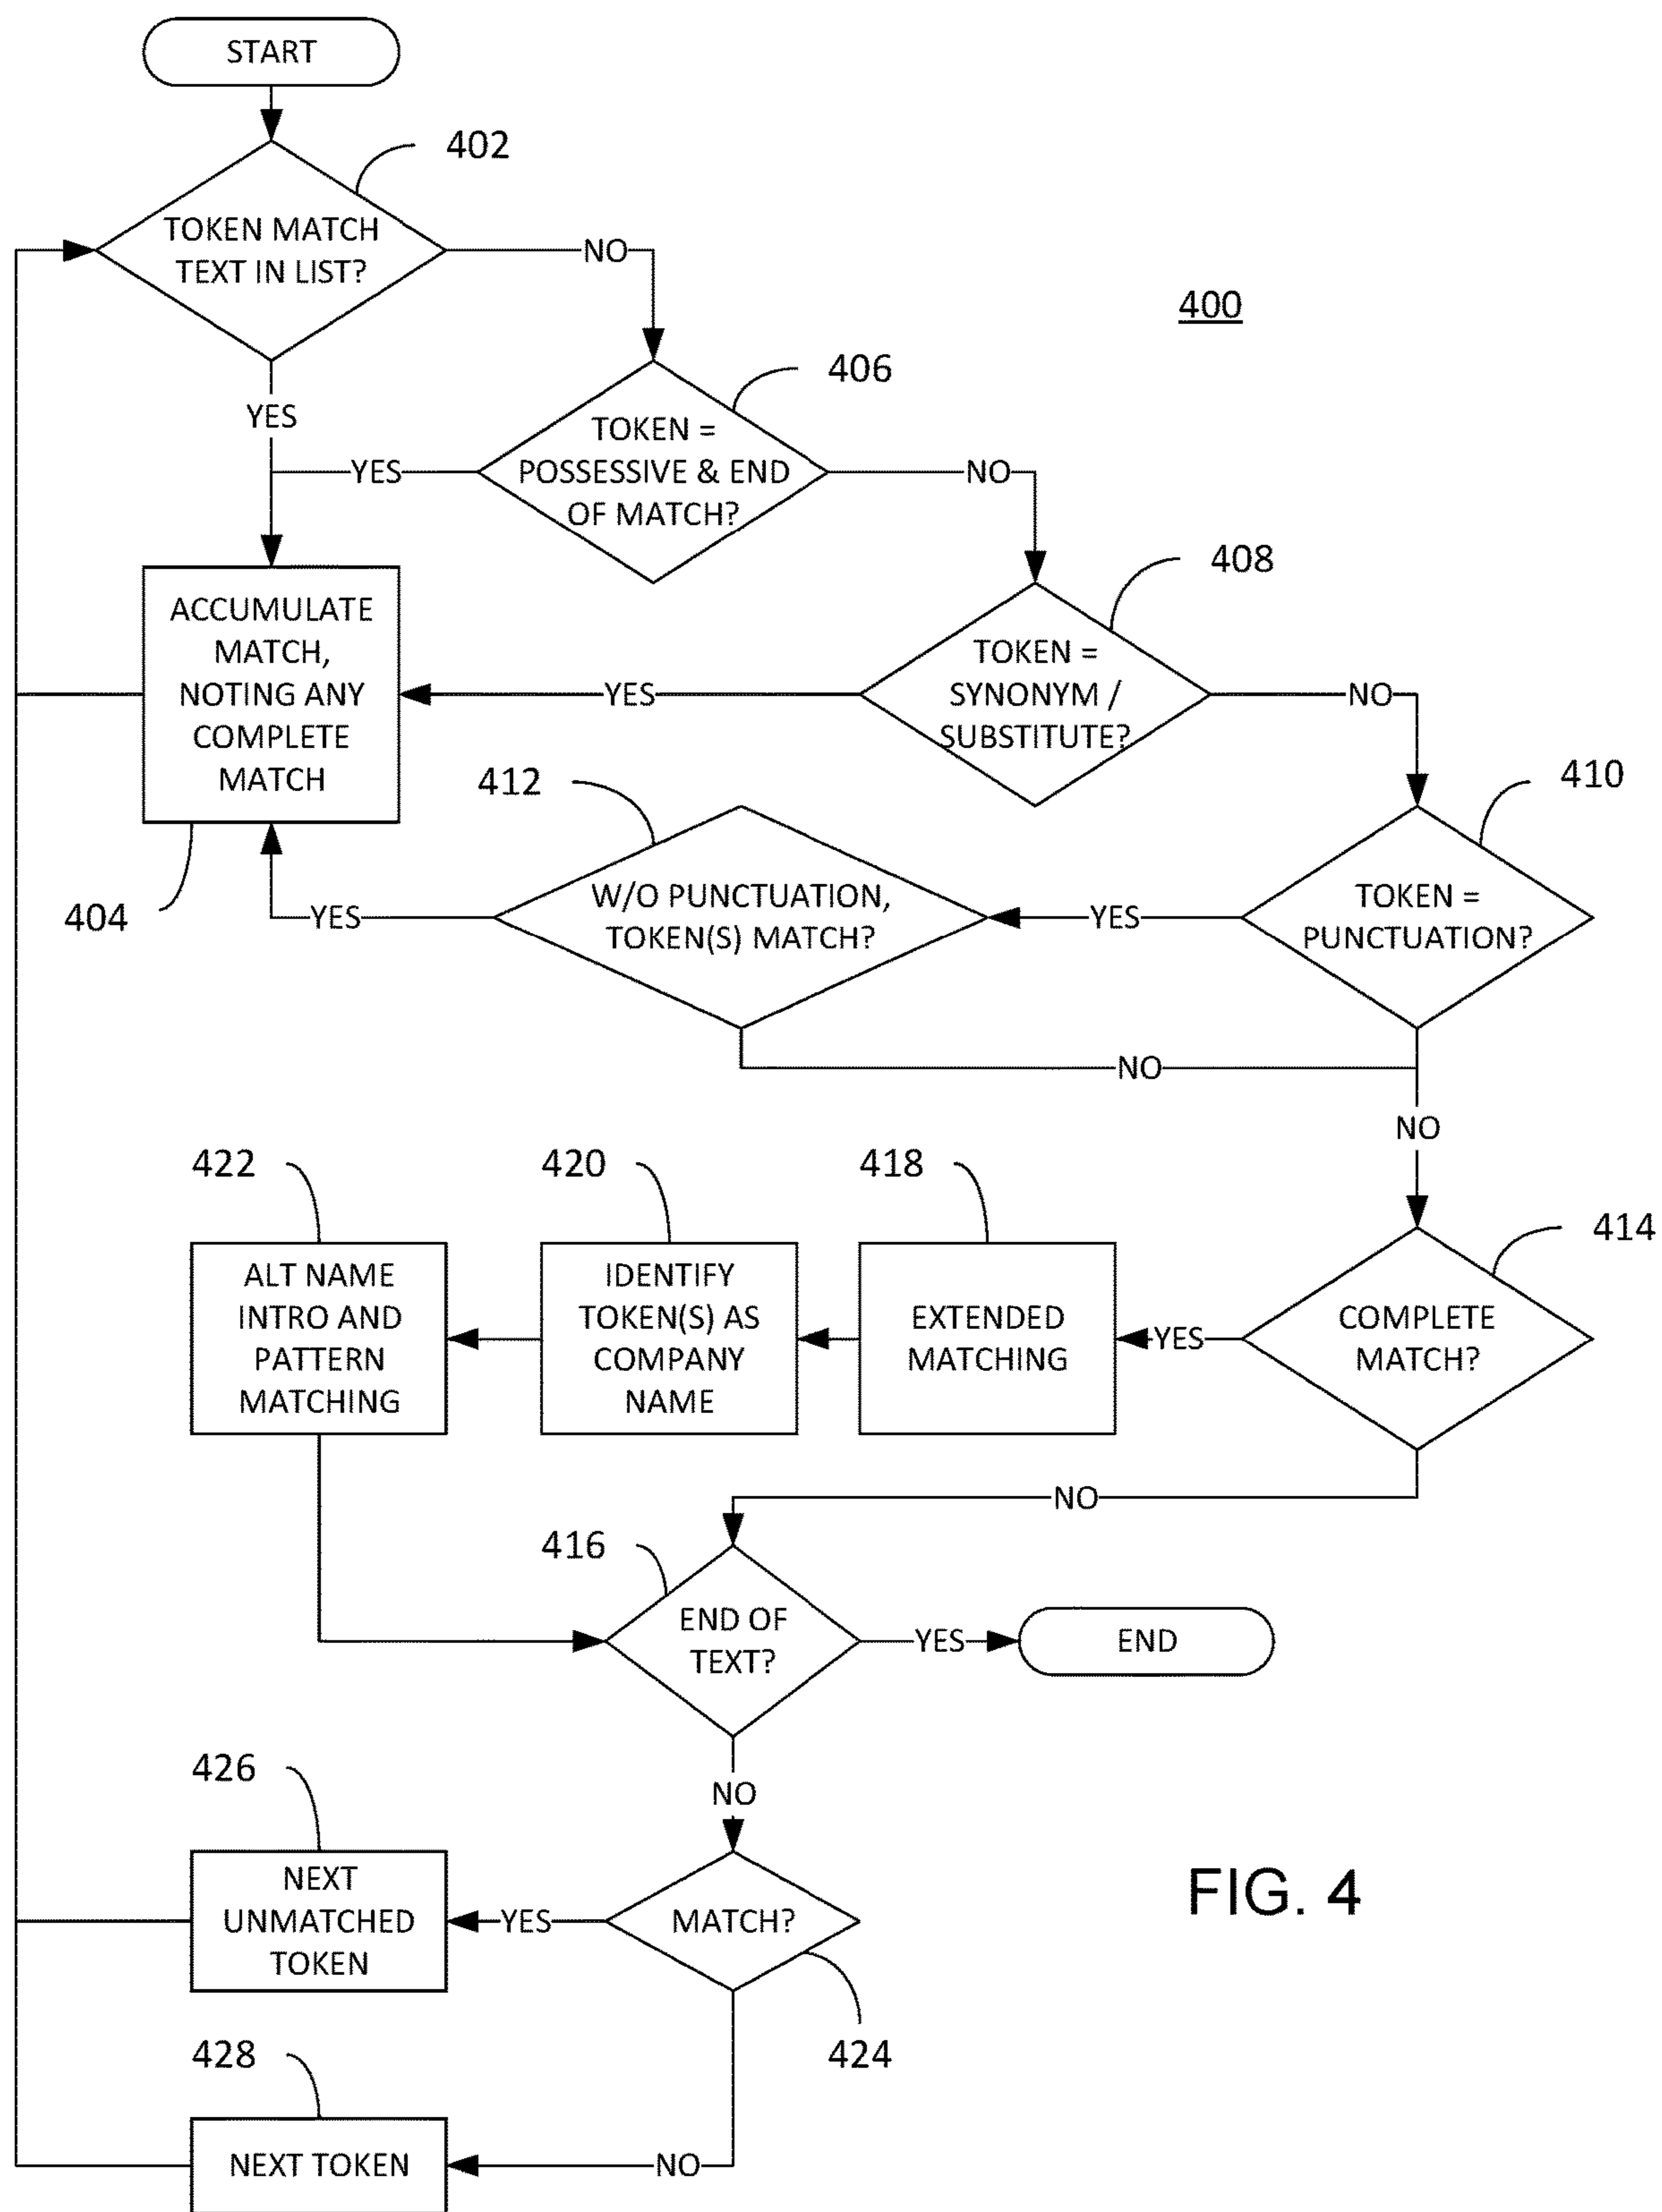 START
402
TOKEN MATCH
TEXT IN LIST?
NO
400
406
YES
TOKEN =
POSSESSIVE & END
OF MATCH?
YES
NO
408
ACCUMULATE
MATCH,
NOTING ANY
COMPLETE
MATCH
TOKEN =
SYNONYM /
SUBSTITUTE?
YES
NO
412
410
404
W/O PUNCTUATION,
TOKEN(S) MATCH?
YES
TOKEN =
PUNCTUATION?
YES
NO
NO
422
420
418
414
ALT NAME
INTRO AND
PATTERN
MATCHING
IDENTIFY
TOKEN(S) AS
COMPANY
NAME
EXTENDED
MATCHING
YES
COMPLETE
MATCH?
NO
416
END OF
TEXT?
YES
END
NO
426
NEXT
UNMATCHED
TOKEN
YES
MATCH?
FIG. 4
424
428
NEXT TOKEN
NO